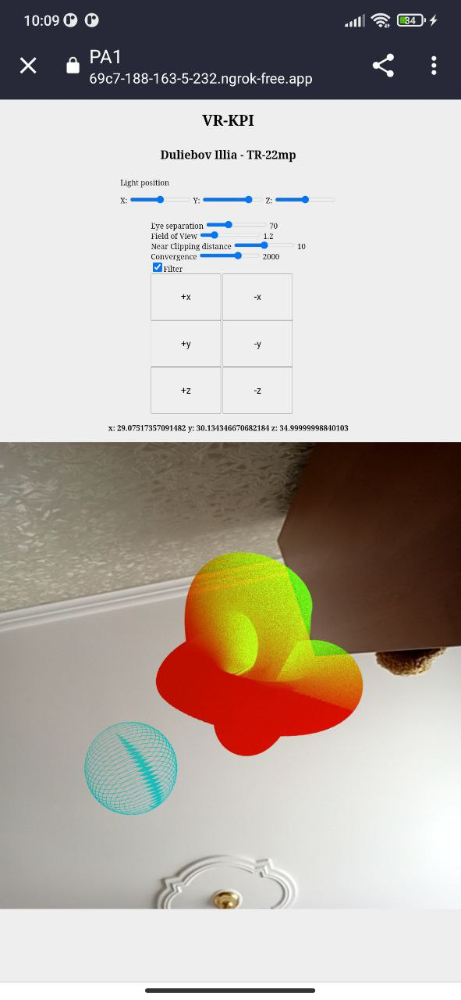 10:09
34
PA1
69c7-188-163-5-232.ngrok-free.app
VR-KPI
Duliebov Illia - TR-22mp
Light position
X: Y: Z:
Eye separation 70
Field of View 1.2
Near Clipping distance 10
Convergence 2000
Filter
+x -x
+y -y
+z -z
x: 29.07517357091482 y: 30.134346670682184 z: 34.99999998840103